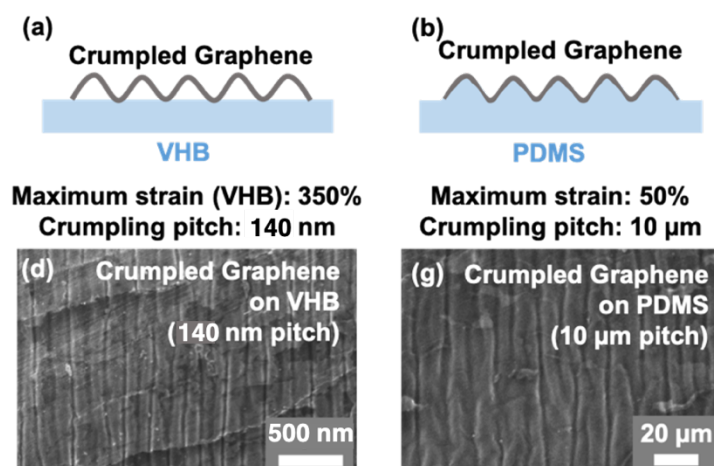 (a)
Crumpled Graphene
VHB
Maximum strain (VHB): 350%
Crumpling pitch: 140 nm
(d) Crumpled Graphene
on VHB
(140 nm pitch)
500 nm
(b)
Crumpled Graphene
PDMS
Maximum strain: 50%
Crumpling pitch: 10 μm
(g) Crumpled Graphene
on PDMS
(10 μm pitch)
20 μm